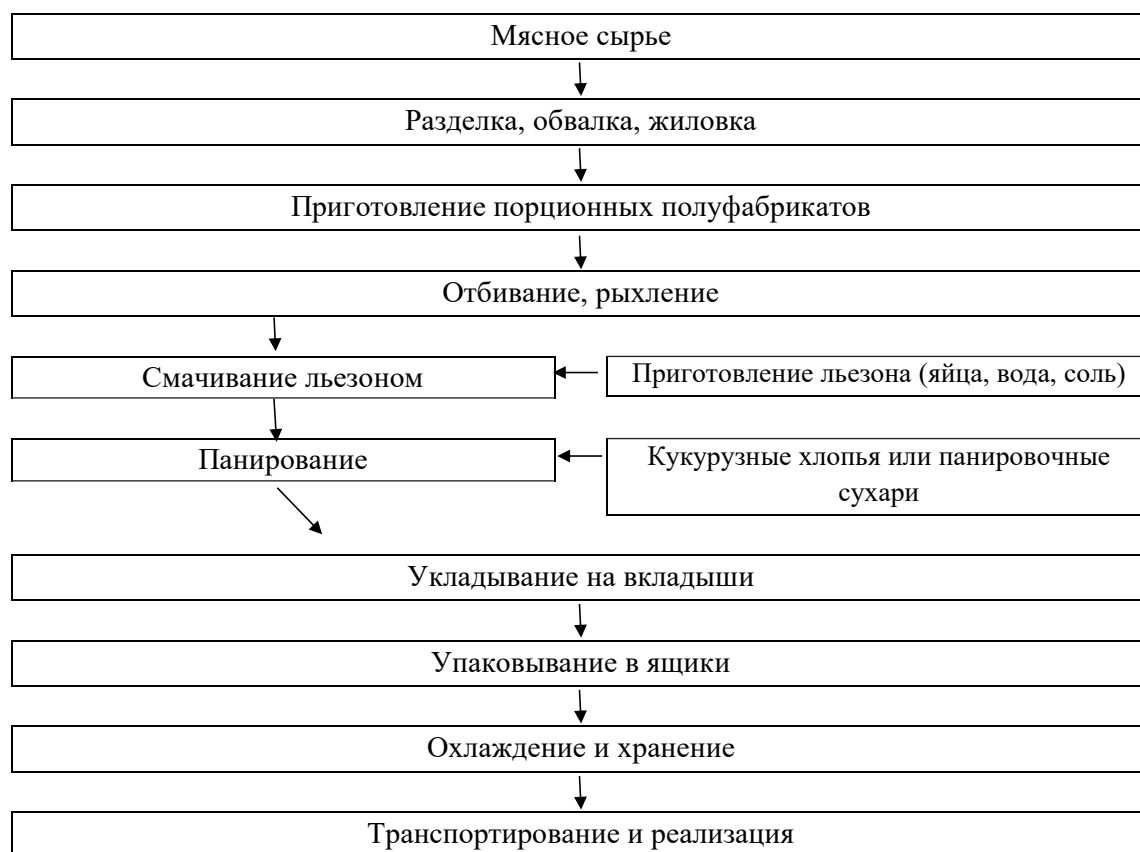 Мясное сырье
Разделка, обвалка, жиловка
Приготовление порционных полуфабрикатов
Отбивание, рыхление
Смачивание льезоном
Приготовление льезона (яйца, вода, соль)
Панирование
Кукурузные хлопья или панировочные
сухари
Укладывание на вкладыши
Упаковывание в ящики
Охлаждение и хранение
Транспортирование и реализация